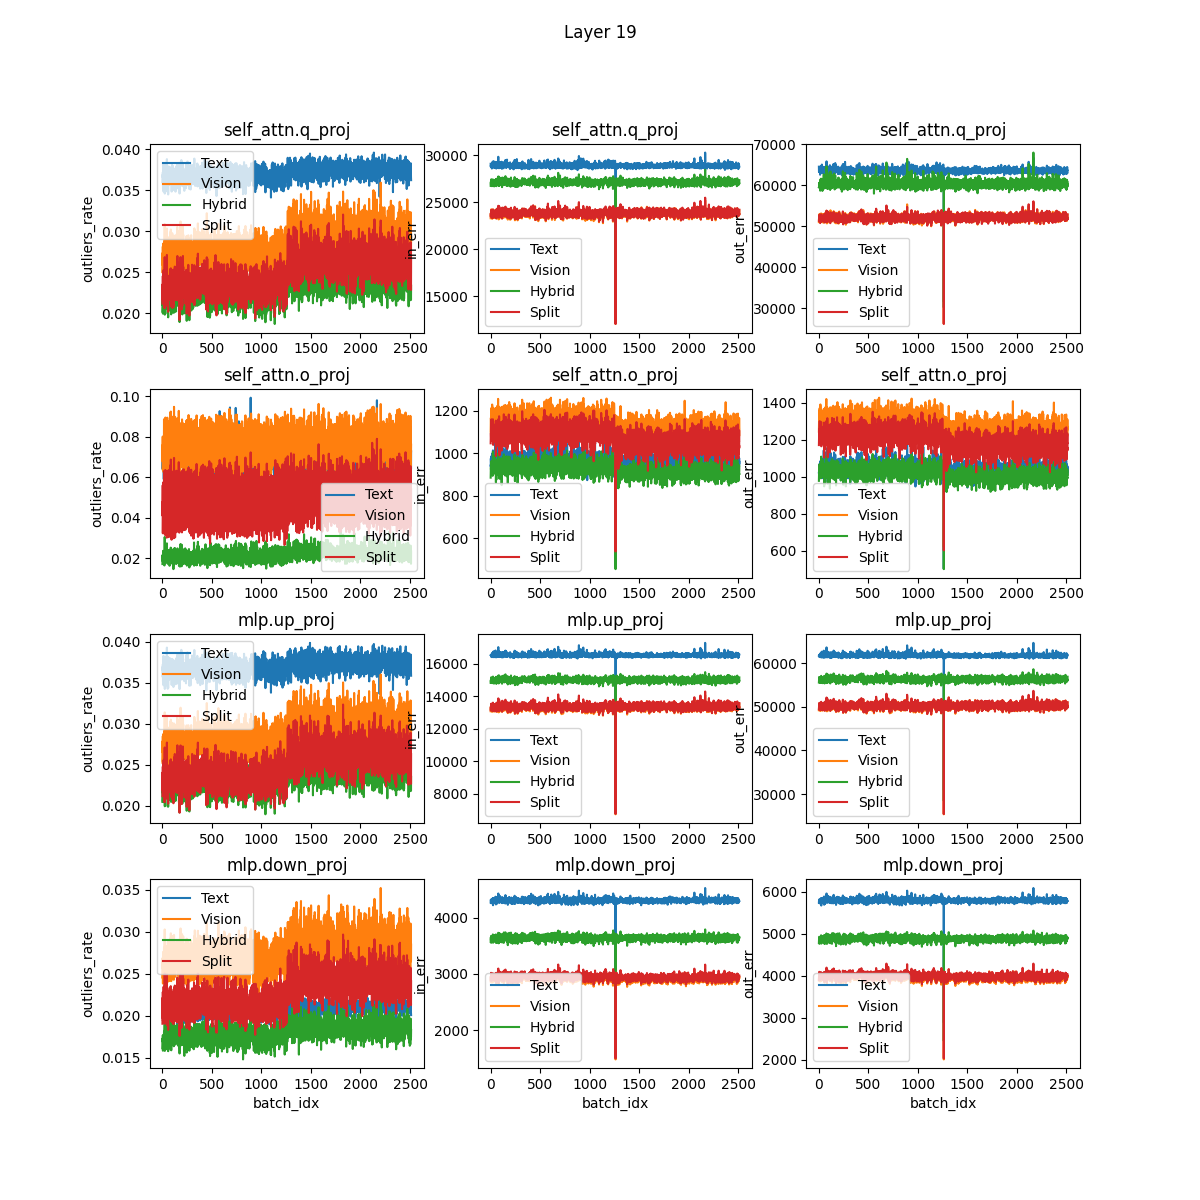 Layer 19
self_attn.q_proj
self_attn.q_proj
self_attn.q_proj
outliers_rate
0.040
0.035
0.030
0.025
0.020
Text
Vision
Hybrid
Split
0 500 1000 1500 2000 2500
in_err
30000
25000
20000
15000
Text
Vision
Hybrid
Split
0 500 1000 1500 2000 2500
out_err
70000
60000
50000
40000
30000
Text
Vision
Hybrid
Split
0 500 1000 1500 2000 2500
self_attn.o_proj
self_attn.o_proj
self_attn.o_proj
outliers_rate
0.10
0.08
0.06
0.04
0.02
Text
Vision
Hybrid
Split
0 500 1000 1500 2000 2500
in_err
1200
1000
800
600
Text
Vision
Hybrid
Split
0 500 1000 1500 2000 2500
out_err
1400
1200
1000
800
600
Text
Vision
Hybrid
Split
0 500 1000 1500 2000 2500
mlp.up_proj
mlp.up_proj
mlp.up_proj
outliers_rate
0.040
0.035
0.030
0.025
0.020
Text
Vision
Hybrid
Split
0 500 1000 1500 2000 2500
in_err
16000
14000
12000
10000
8000
Text
Vision
Hybrid
Split
0 500 1000 1500 2000 2500
out_err
60000
50000
40000
30000
Text
Vision
Hybrid
Split
0 500 1000 1500 2000 2500
mlp.down_proj
mlp.down_proj
mlp.down_proj
outliers_rate
0.035
0.030
0.025
0.020
0.015
Text
Vision
Hybrid
Split
0 500 1000 1500 2000 2500
batch_idx
in_err
4000
3000
2000
Text
Vision
Hybrid
Split
0 500 1000 1500 2000 2500
batch_idx
out_err
6000
5000
4000
3000
2000
Text
Vision
Hybrid
Split
0 500 1000 1500 2000 2500
batch_idx